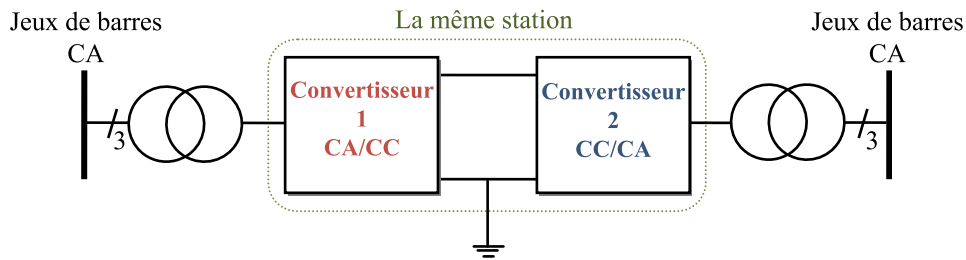 La même station
Jeux de barres
CA
3
Convertisseur
1
CA/CC
Convertisseur
2
CC/CA
3
Jeux de barres
CA